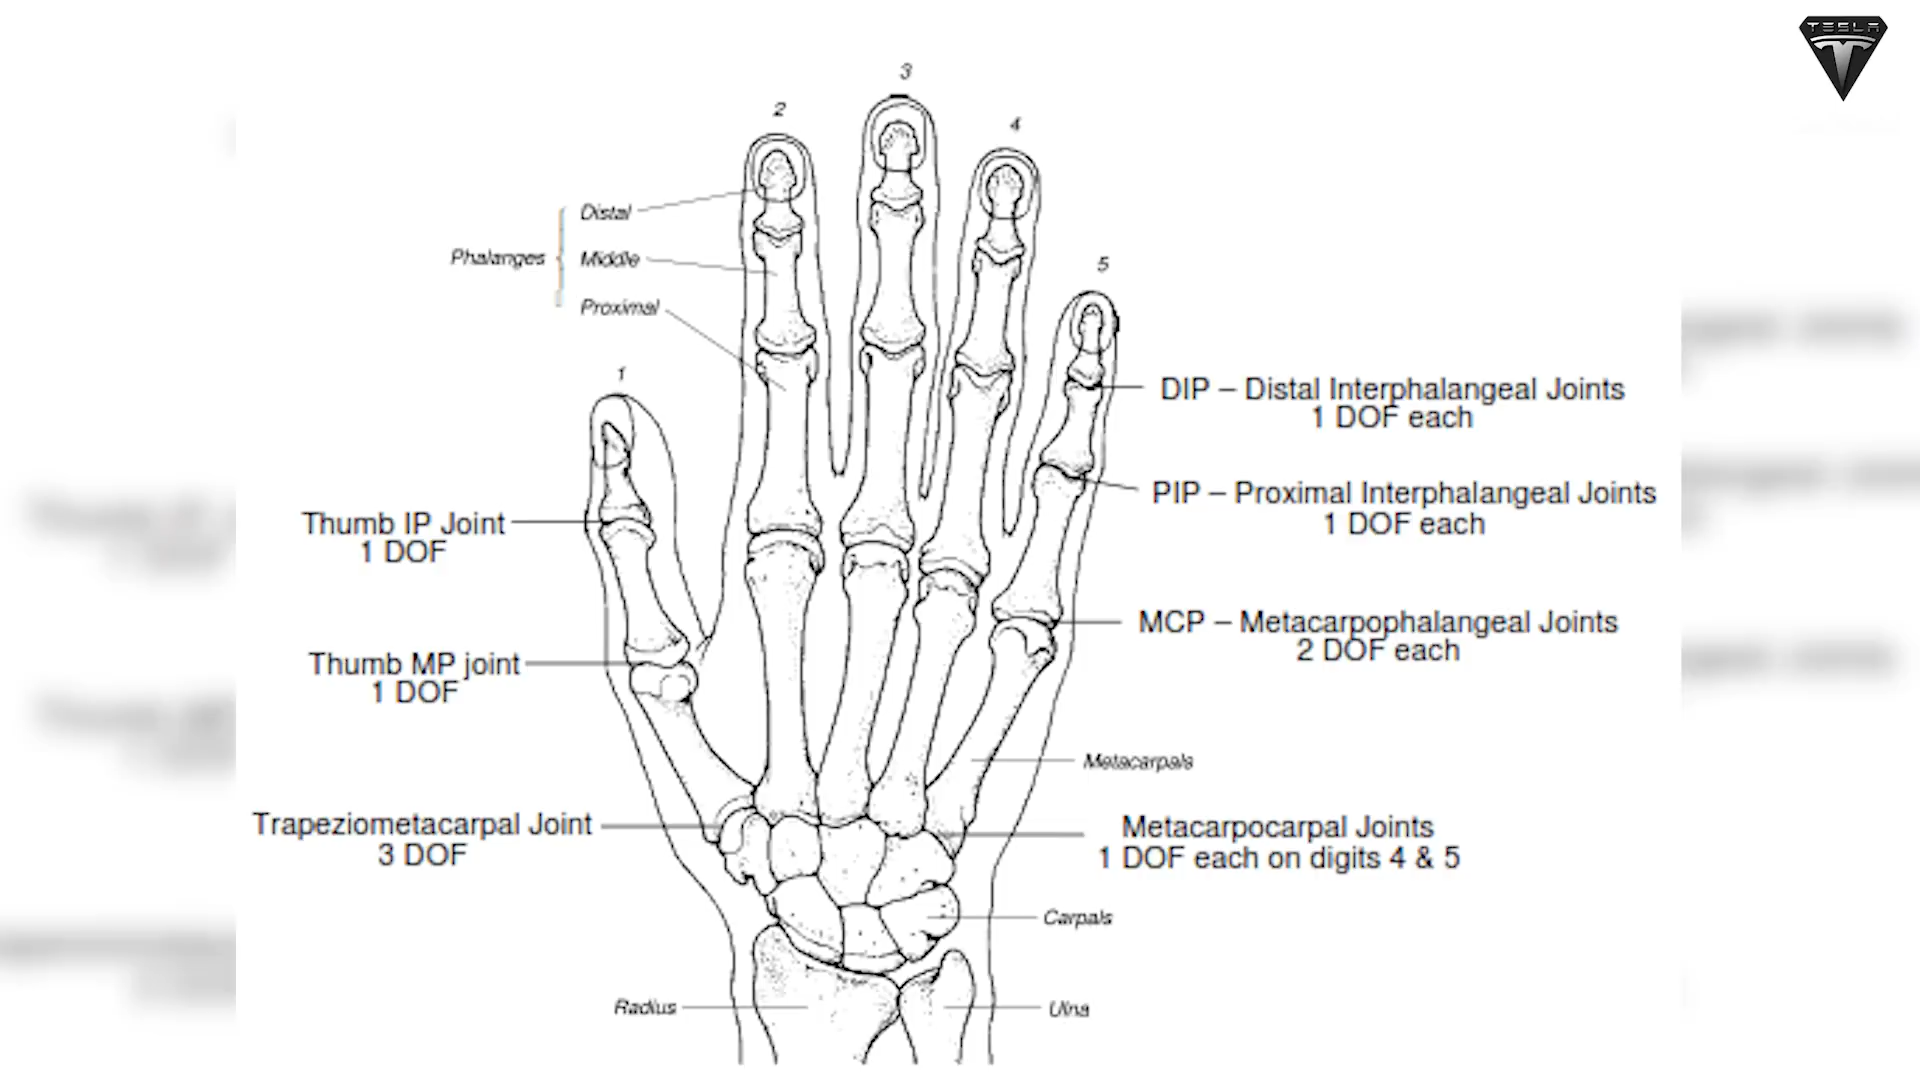 TESLA
3
2
4
Distal
Phalanges
Middle
5
Proximal
1
DIP – Distal Interphalangeal Joints
1 DOF each
PIP – Proximal Interphalangeal Joints
1 DOF each
Thumb IP Joint
1 DOF
MCP – Metacarpophalangeal Joints
2 DOF each
Thumb MP joint
1 DOF
Metacarpals
Trapeziometacarpal Joint
3 DOF
Metacarpocarpal Joints
1 DOF each on digits 4 & 5
Carpals
Radius
Ulna